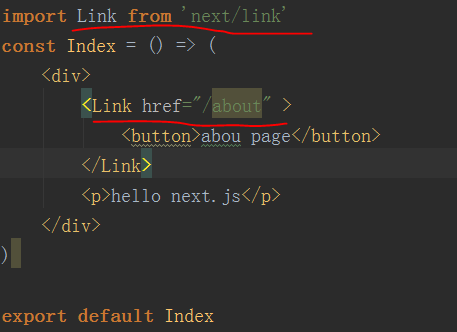 import Link from 'next/link'
const Index = () => (
    <div>
        <Link href="/about" >
            <button>abou page</button>
        </Link>
        <p>hello next.js</p>
    </div>
)
export default Index